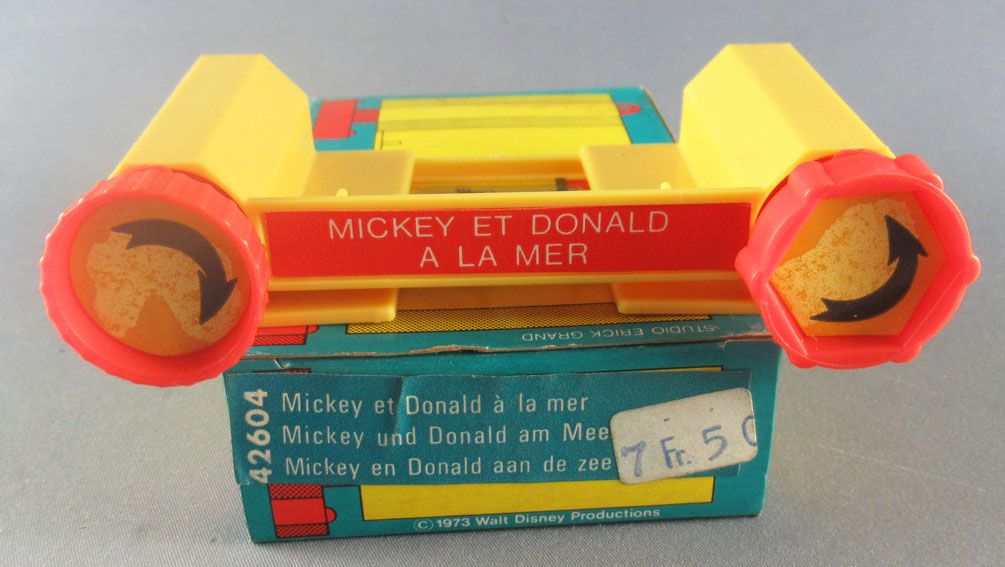 MICKEY ET DONALD
A LA MER
STUDIO ERICK GRAND
42604
Mickey et Donald à la mer
Mickey und Donald am Mee
Mickey en Donald aan de zee
7 Fr. 50
© 1973 Walt Disney Productions